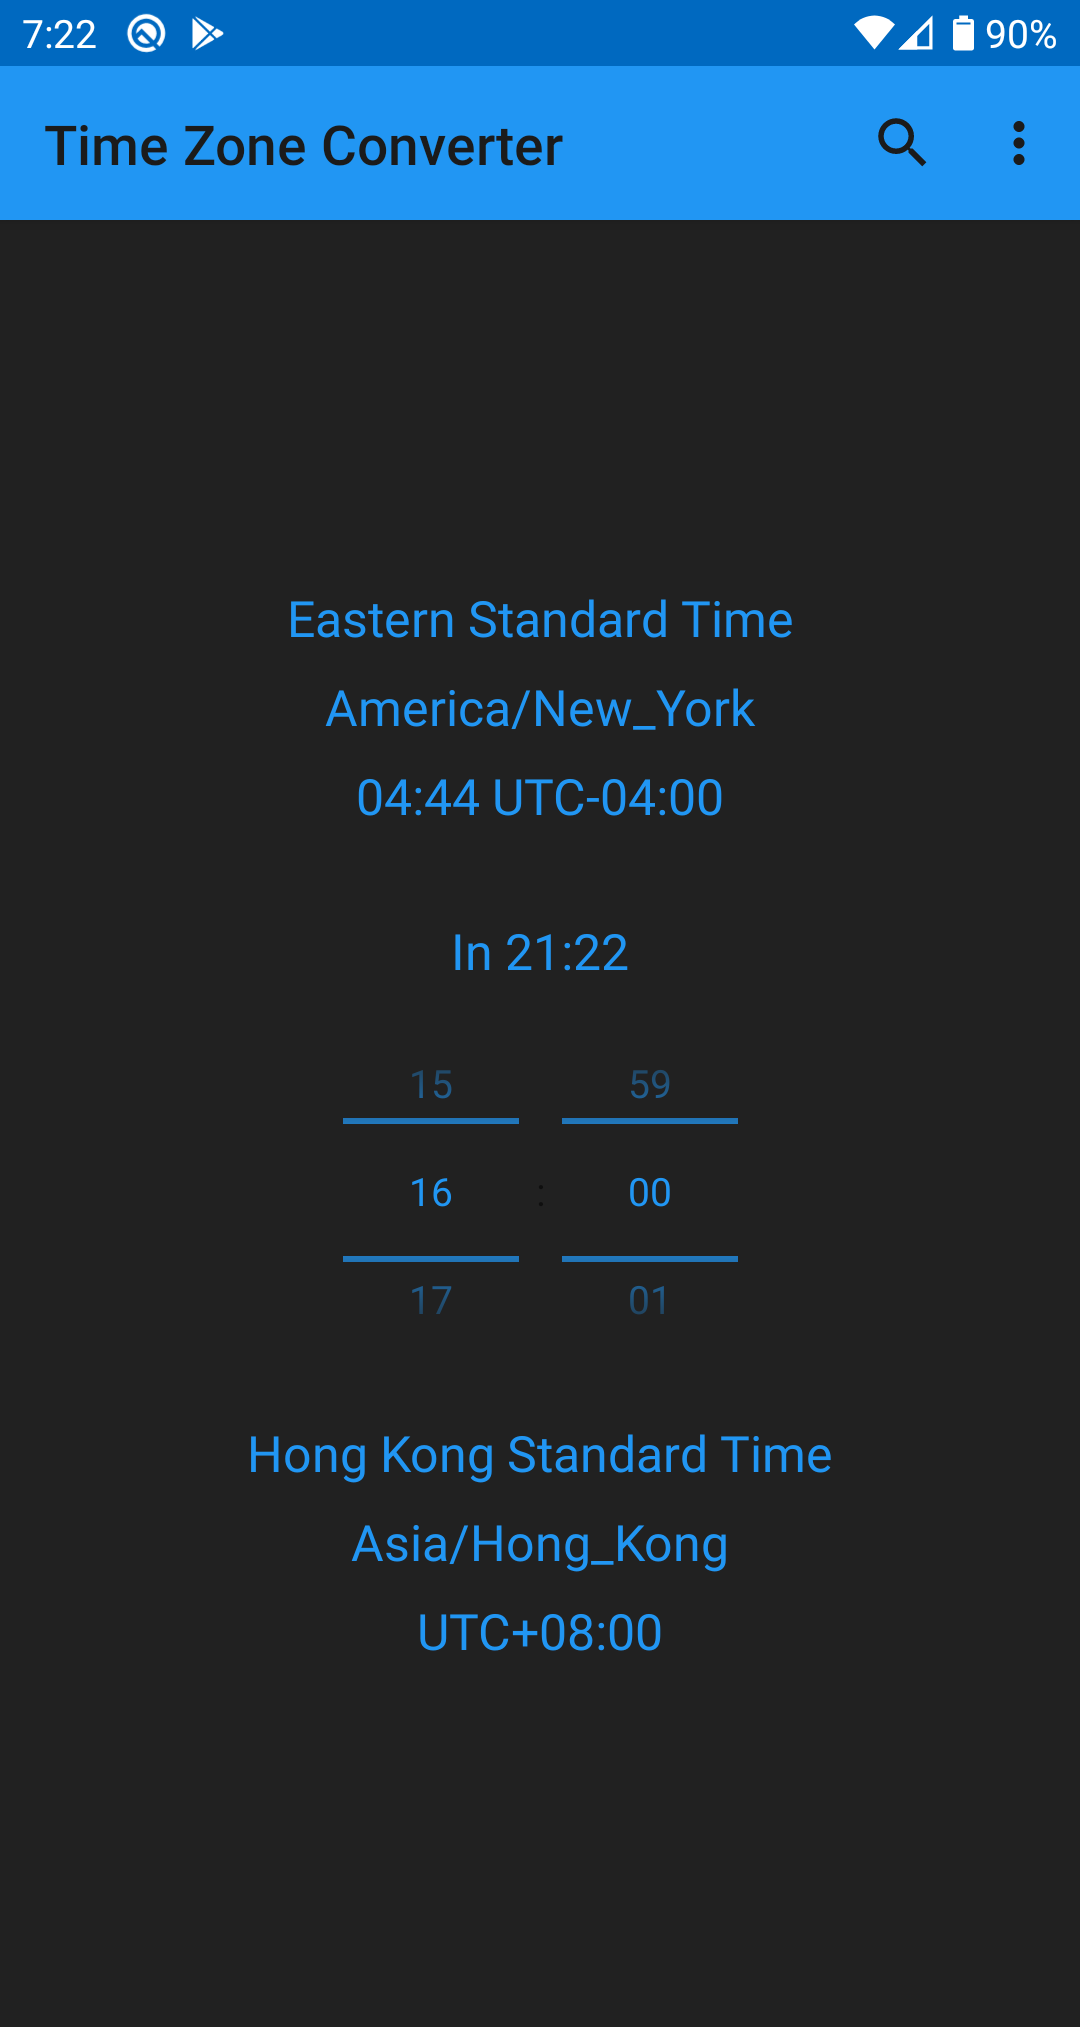 7:22 90%
Time Zone Converter
Eastern Standard Time
America/New_York
04:44 UTC-04:00
In 21:22
15 59
16 : 00
17 01
Hong Kong Standard Time
Asia/Hong_Kong
UTC+08:00